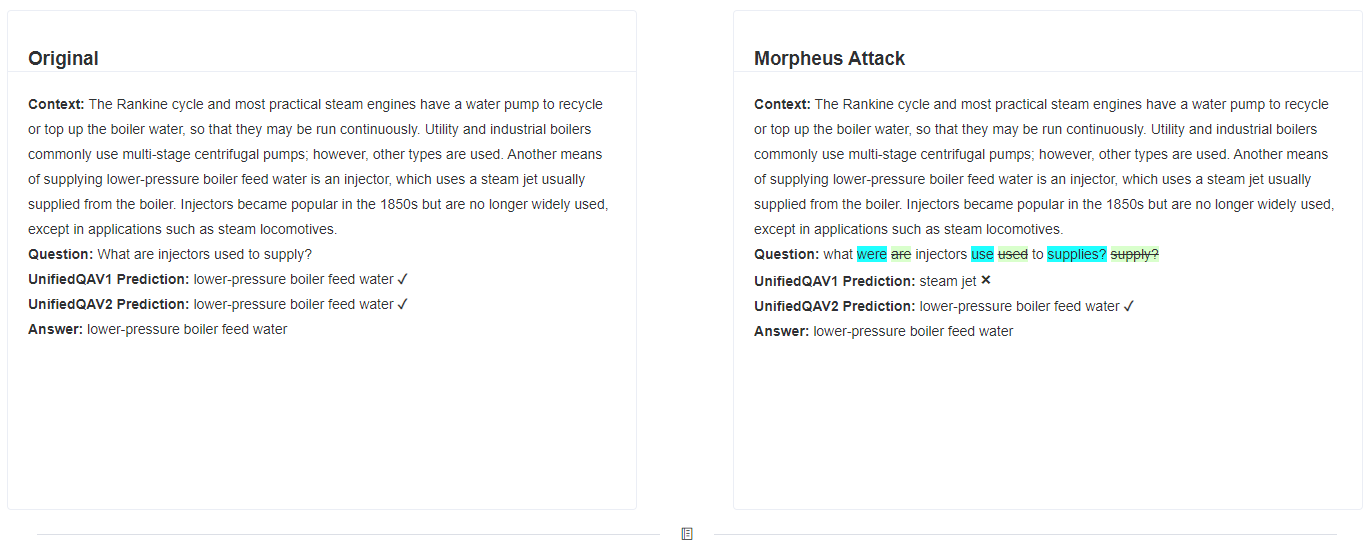 Original
Context: The Rankine cycle and most practical steam engines have a water pump to recycle
or top up the boiler water, so that they may be run continuously. Utility and industrial boilers
commonly use multi-stage centrifugal pumps; however, other types are used. Another means
of supplying lower-pressure boiler feed water is an injector, which uses a steam jet usually
supplied from the boiler. Injectors became popular in the 1850s but are no longer widely used,
except in applications such as steam locomotives.
Question: What are injectors used to supply?
UnifiedQAV1 Prediction: lower-pressure boiler feed water ✓
UnifiedQAV2 Prediction: lower-pressure boiler feed water ✓
Answer: lower-pressure boiler feed water
Morpheus Attack
Context: The Rankine cycle and most practical steam engines have a water pump to recycle
or top up the boiler water, so that they may be run continuously. Utility and industrial boilers
commonly use multi-stage centrifugal pumps; however, other types are used. Another means
of supplying lower-pressure boiler feed water is an injector, which uses a steam jet usually
supplied from the boiler. Injectors became popular in the 1850s but are no longer widely used,
except in applications such as steam locomotives.
Question: what were are injectors use used to supplies? supply?
UnifiedQAV1 Prediction: steam jet ✕
UnifiedQAV2 Prediction: lower-pressure boiler feed water ✓
Answer: lower-pressure boiler feed water